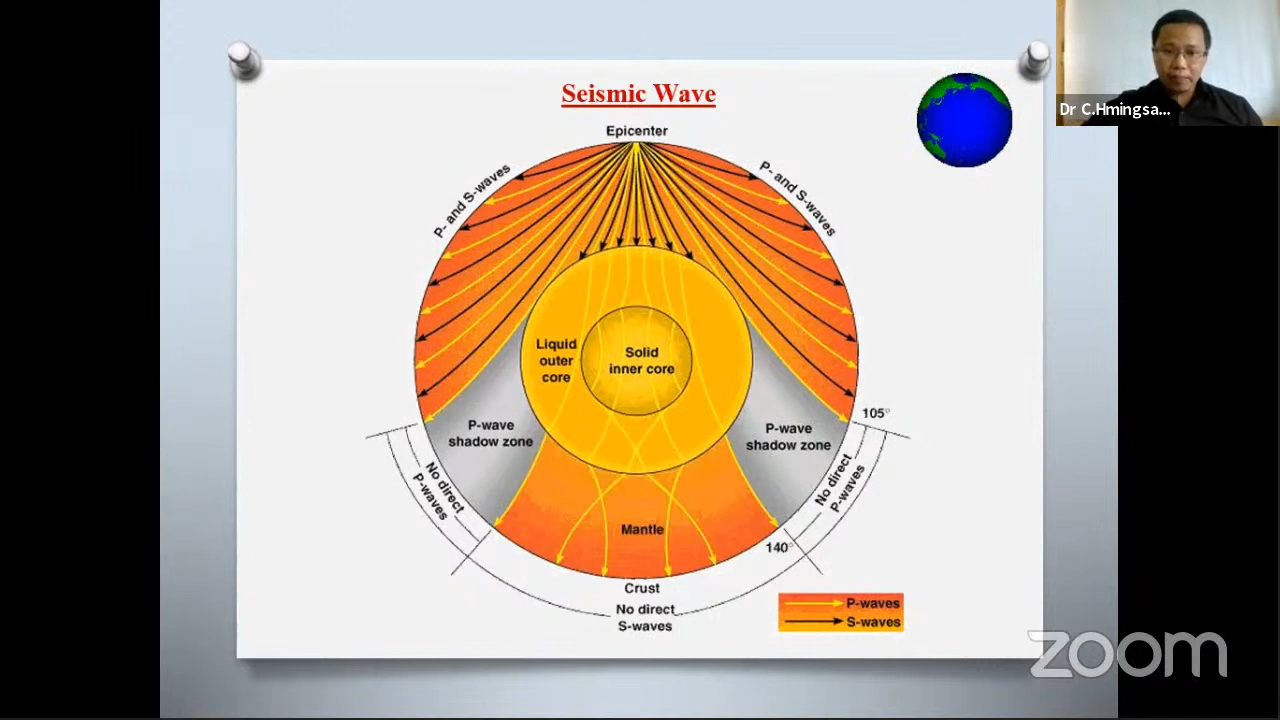 Seismic Wave
Epicenter
P- and S-waves
P- and S-waves
Dr C.Hmingsa...
Liquid
outer
core
Solid
inner core
P-wave
shadow zone
P-wave
shadow zone
105°
No direct
P-waves
No direct
P-waves
Mantle
140°
Crust
No direct
S-waves
P-waves
S-waves
zoom